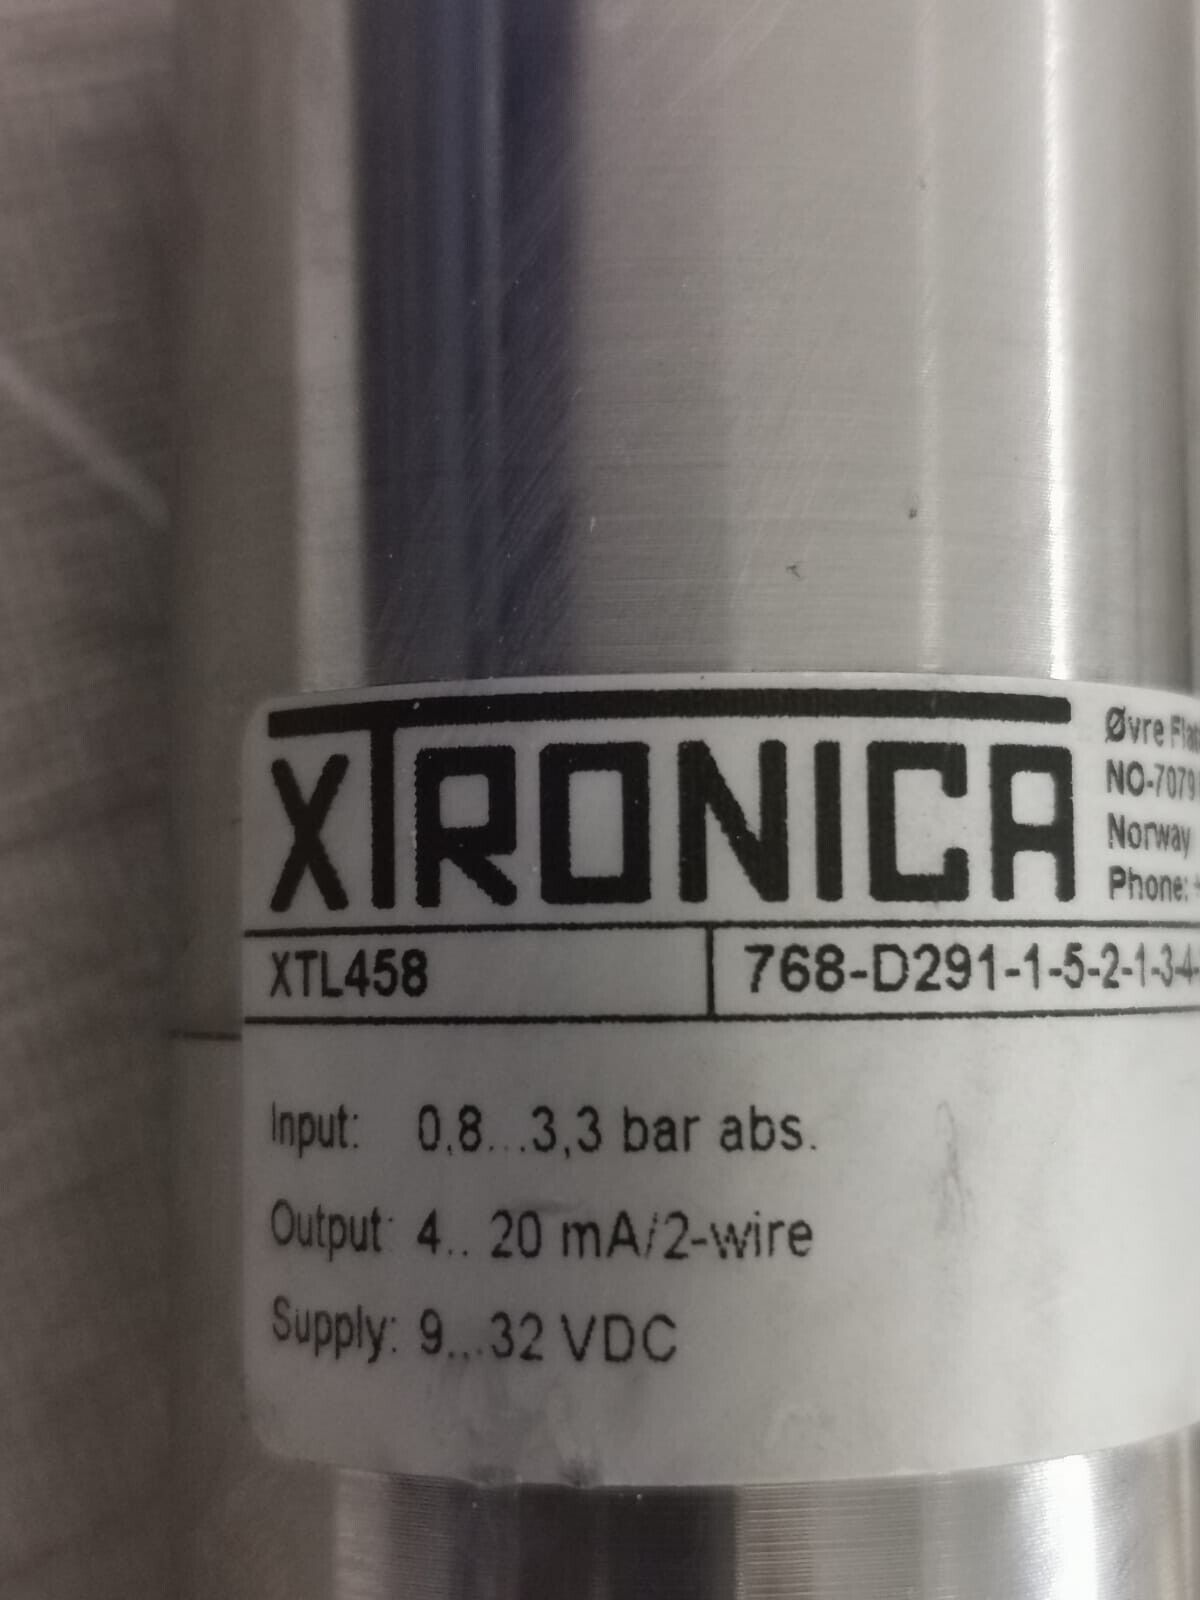 xTRONICA
Øvre
NO-7079
Norway
Phone:
XTL458 768-D291-1-5-2-1-3-4-
Input: 0,8...3,3 bar abs.
Output: 4...20 mA/2-wire
Supply: 9...32 VDC